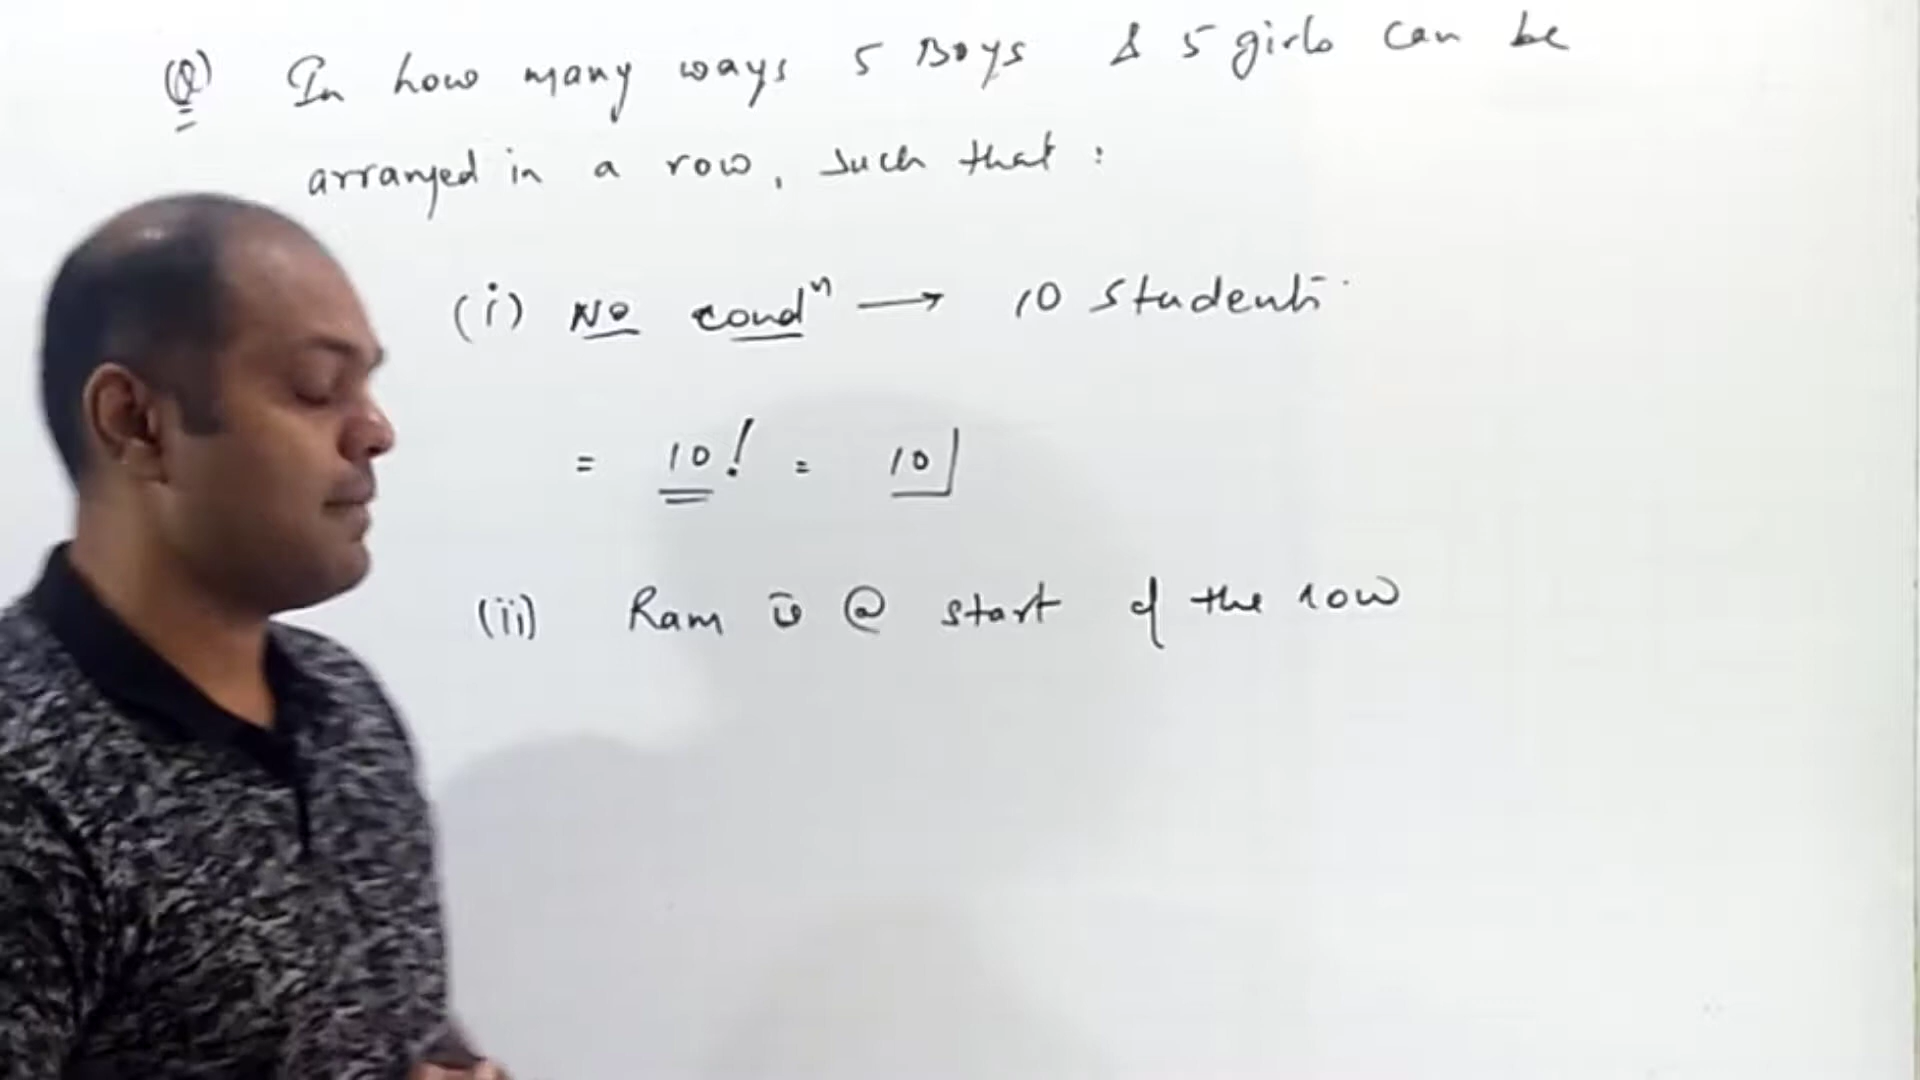 (Q) In how many ways 5 Boys & 5 girls can be
arranged in a row, such that :
(i) No condⁿ → 10 students
= 10! = 10⌋
(ii) Ram is @ start of the row